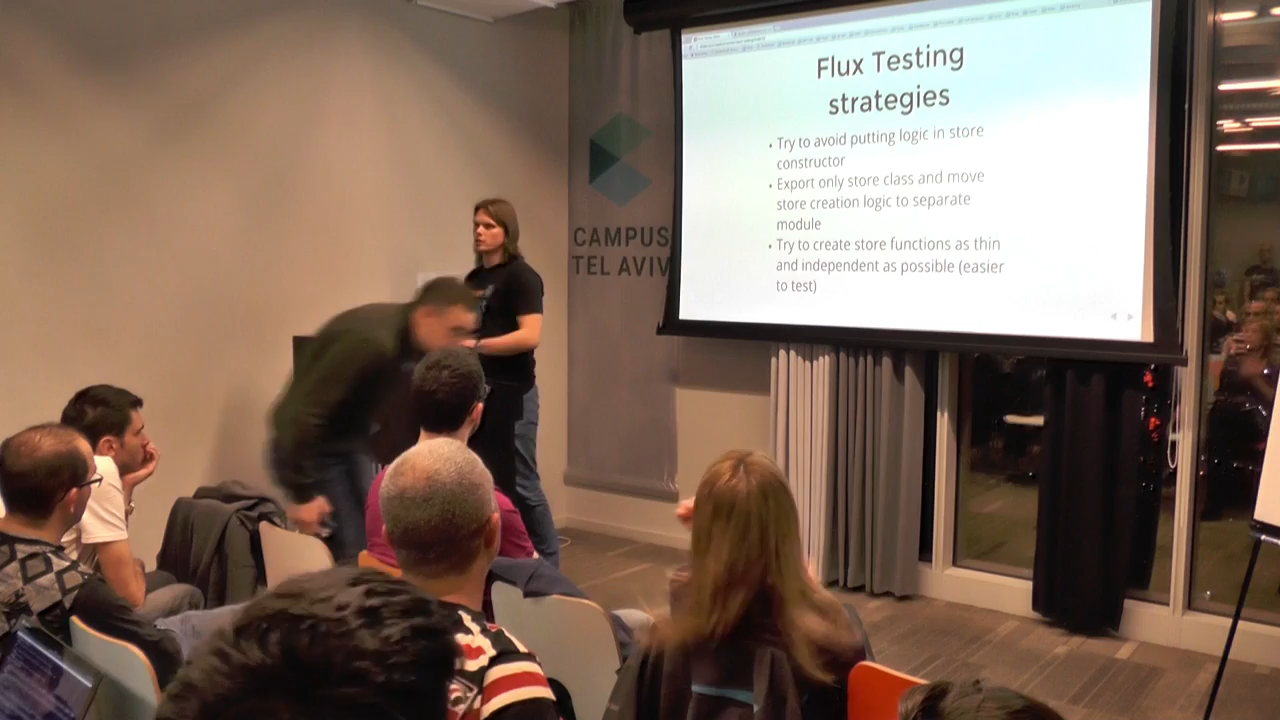 Flux Testing
strategies
• Try to avoid putting logic in store
constructor
• Export only store class and move
store creation logic to separate
module
• Try to create store functions as thin
and independent as possible (easier
to test)
CAMPUS
TEL AVIV